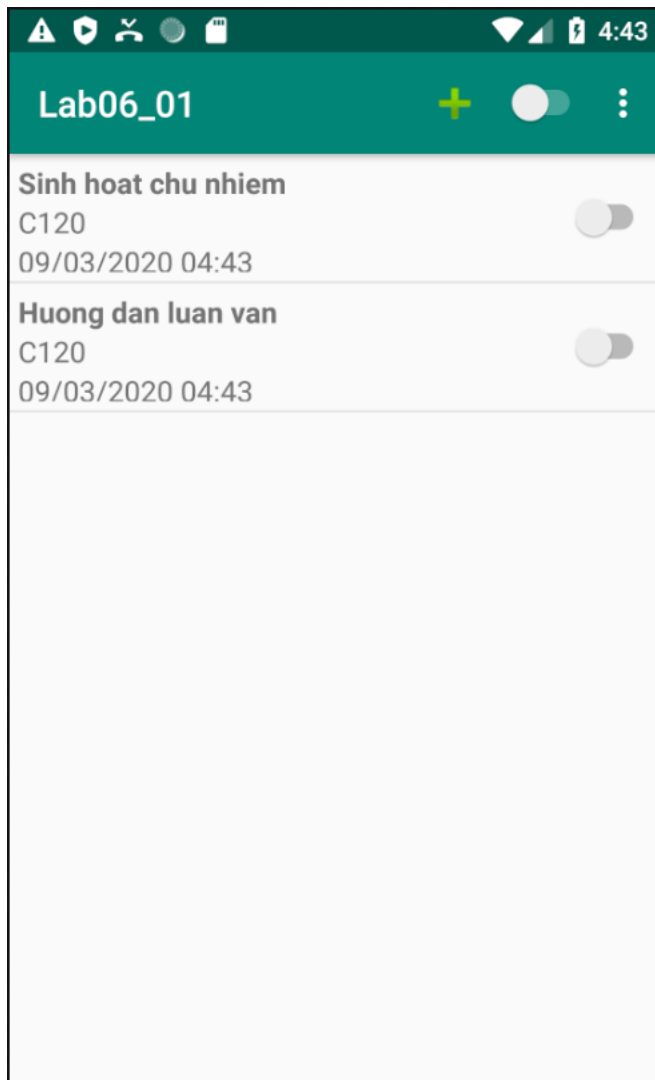 4:43
Lab06_01
Sinh hoat chu nhiem
C120
09/03/2020 04:43
Huong dan luan van
C120
09/03/2020 04:43